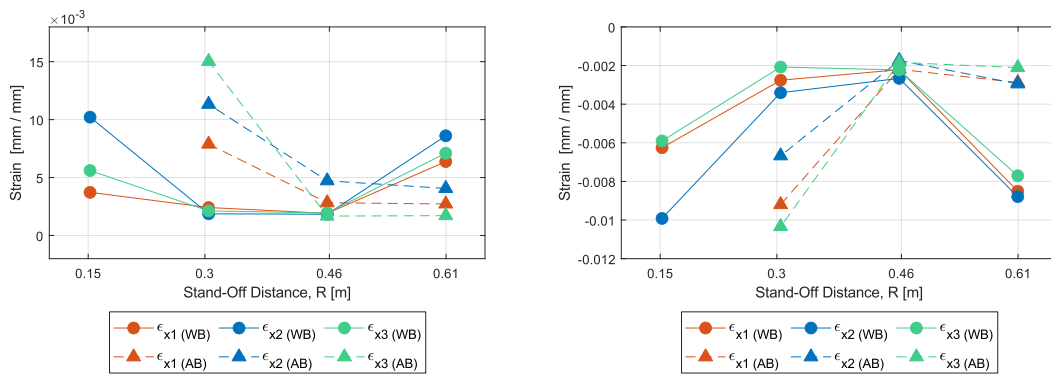 ×10⁻³
15
10
5
0
Strain [mm / mm]
0.15 0.3 0.46 0.61
Stand-Off Distance, R [m]
ϵx1 (WB) ϵx2 (WB) ϵx3 (WB)
ϵx1 (AB) ϵx2 (AB) ϵx3 (AB)
0
-0.002
-0.004
-0.006
-0.008
-0.01
-0.012
Strain [mm / mm]
0.15 0.3 0.46 0.61
Stand-Off Distance, R [m]
ϵx1 (WB) ϵx2 (WB) ϵx3 (WB)
ϵx1 (AB) ϵx2 (AB) ϵx3 (AB)